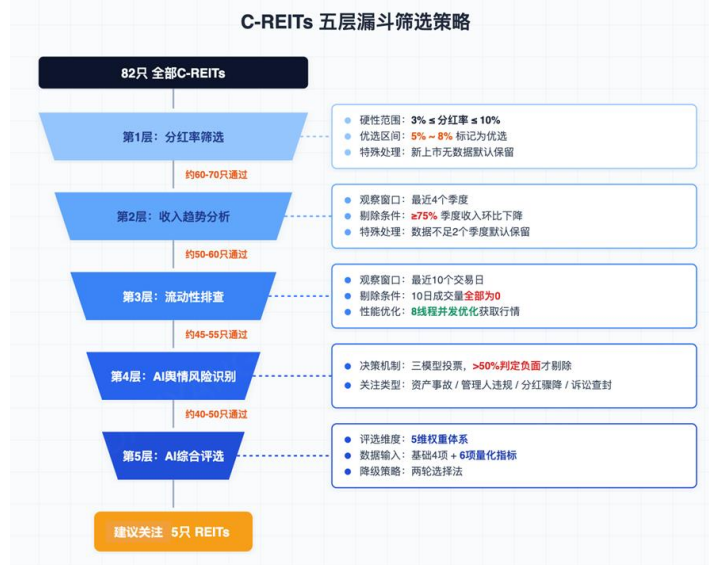 C-REITs 五层漏斗筛选策略
82只 全部C-REITs
第1层：分红率筛选
硬性范围：3% ≤ 分红率 ≤ 10%
优选区间：5% ~ 8% 标记为优选
特殊处理：新上市无数据默认保留
约60-70只通过
第2层：收入趋势分析
观察窗口：最近4个季度
剔除条件：≥75% 季度收入环比下降
特殊处理：数据不足2个季度默认保留
约50-60只通过
第3层：流动性排查
观察窗口：最近10个交易日
剔除条件：10日成交量全部为0
性能优化：8线程并发优化获取行情
约45-55只通过
第4层：AI舆情风险识别
决策机制：三模型投票，>50%判定负面才剔除
关注类型：资产事故 / 管理人违规 / 分红骤降 / 诉讼查封
约40-50只通过
第5层：AI综合评选
评选维度：5维权重体系
数据输入：基础4项 + 6项量化指标
降级策略：两轮选择法
建议关注 5只 REITs